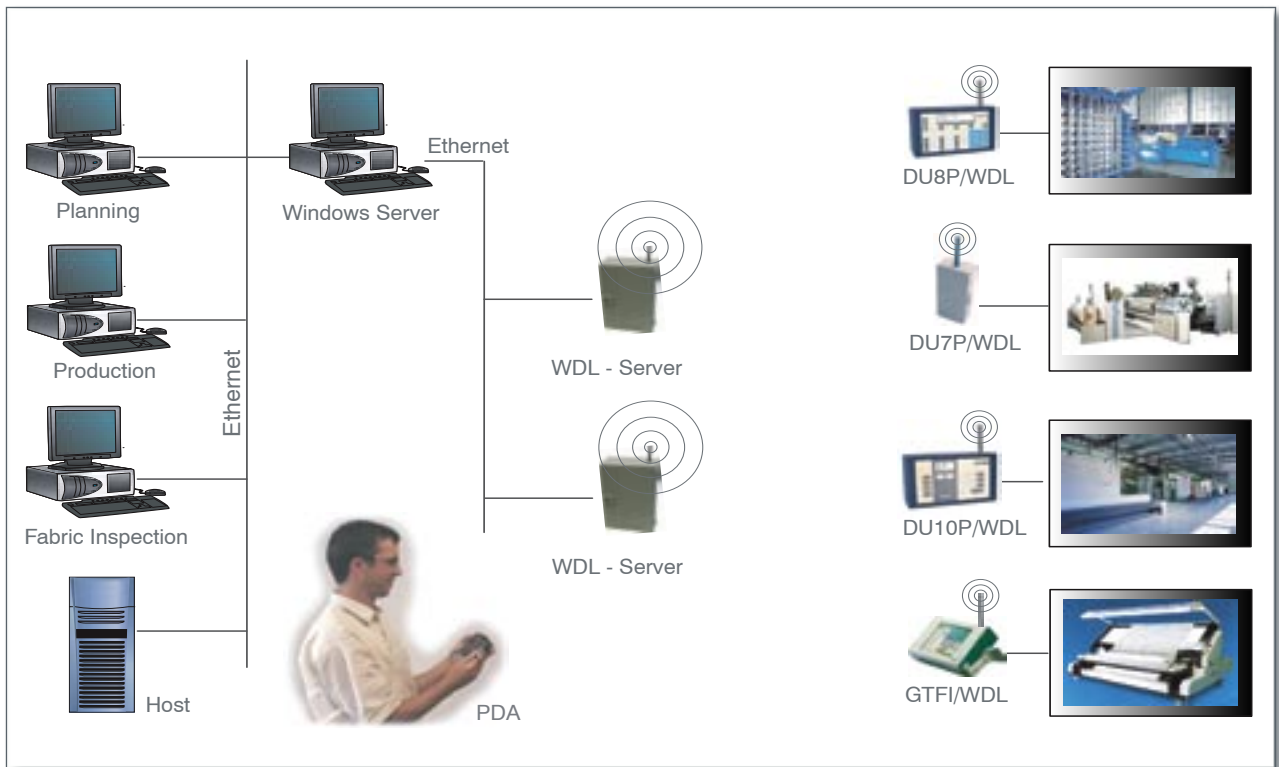 Planning
Windows Server
Ethernet
Production
Ethernet
Fabric Inspection
Host
PDA
WDL - Server
WDL - Server
DU8P/WDL
DU7P/WDL
DU10P/WDL
GTFI/WDL